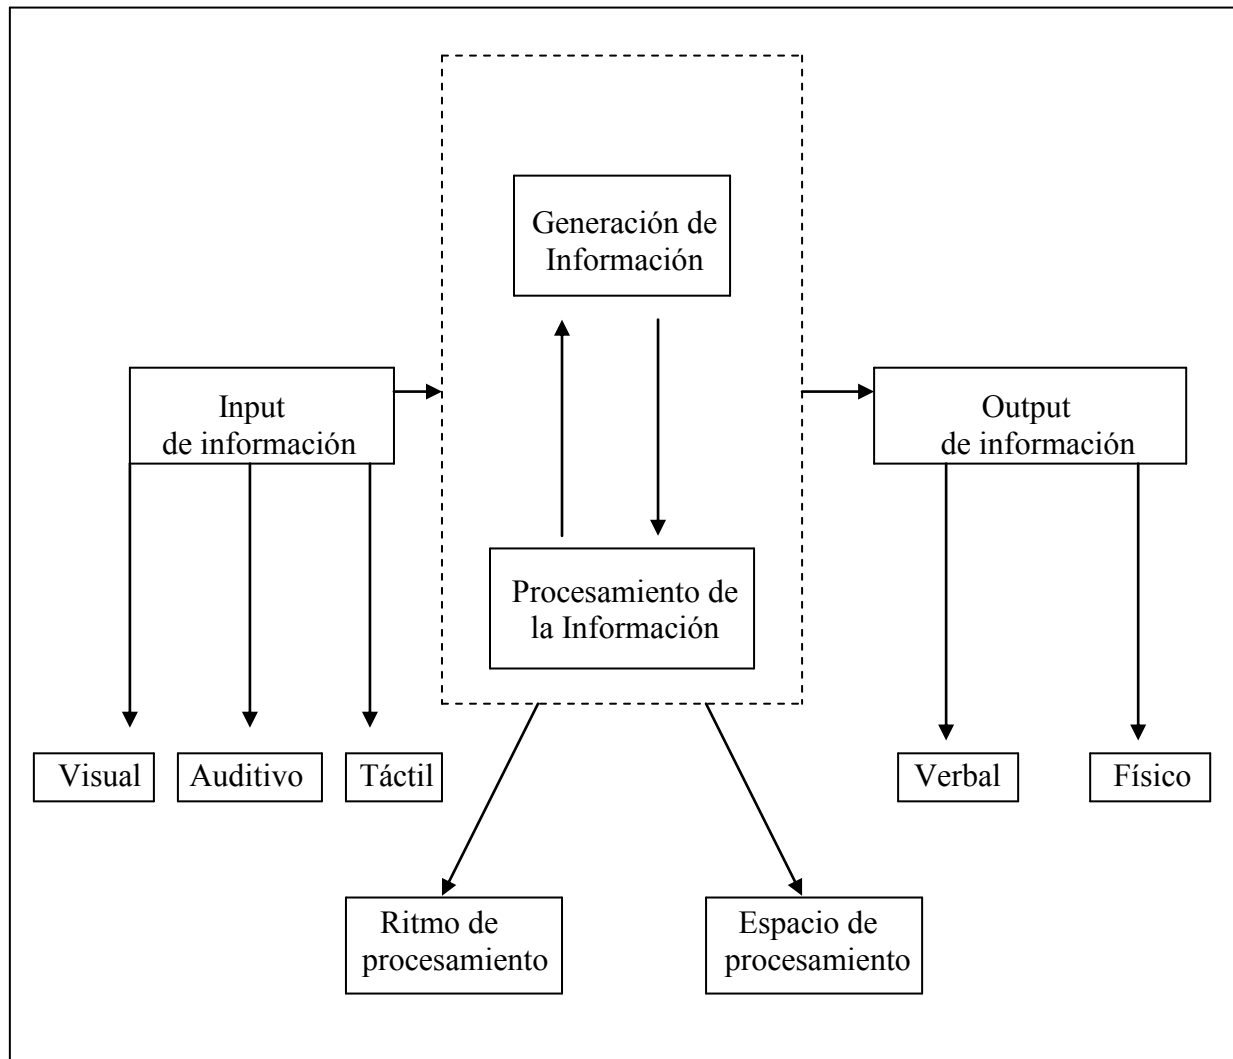 Generación de
Información
Input
de información
Output
de información
Procesamiento de
la Información
Visual
Auditivo
Táctil
Verbal
Físico
Ritmo de
procesamiento
Espacio de
procesamiento